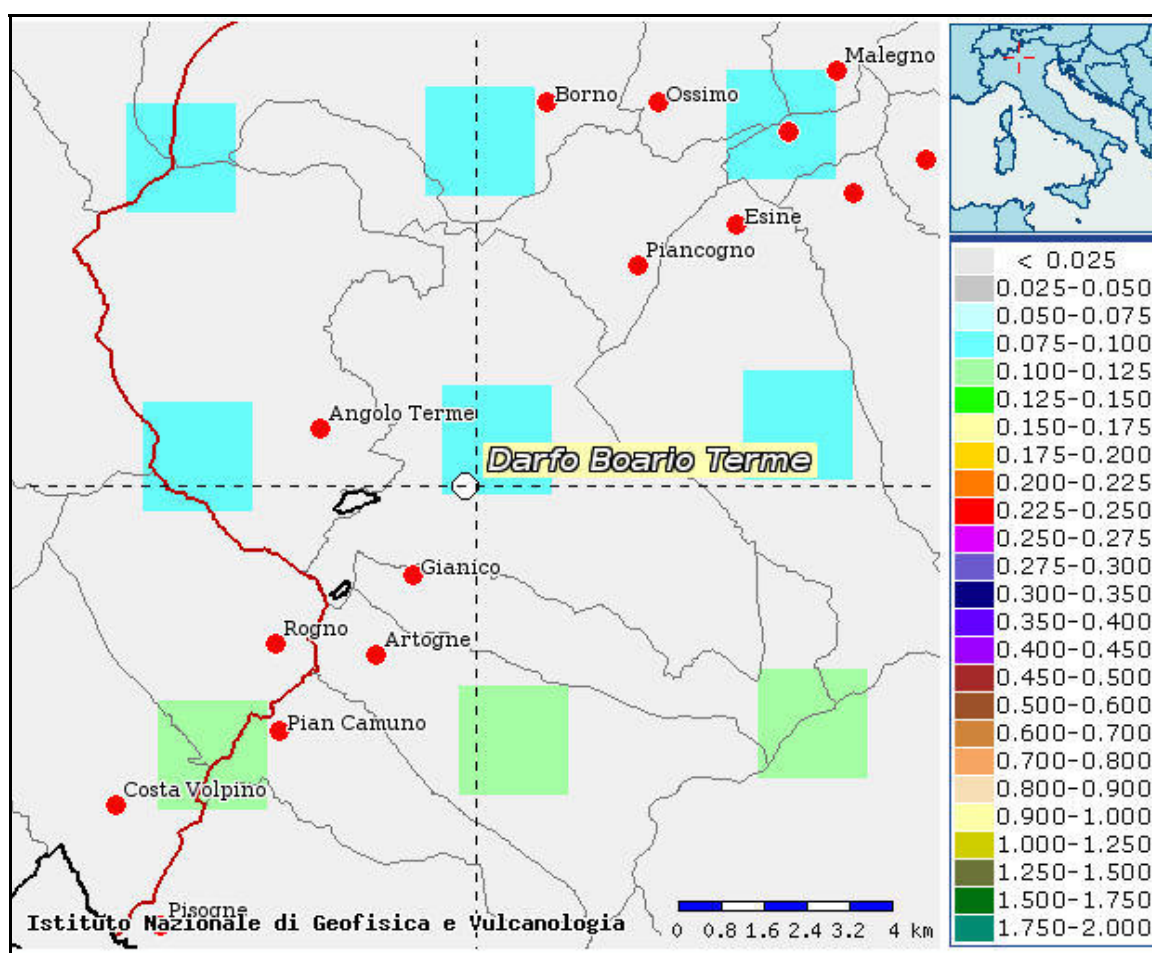 Malegno
Borno
Ossimo
Esine
Piancogno
Angolo Terme
Darfo Boario Terme
Gianico
Rogno
Artogne
Pian Camuno
Costa Volpino
Pisogne
Istituto Nazionale di Geofisica e Vulcanologia
0 0.8 1.6 2.4 3.2 4 km
< 0.025
0.025-0.050
0.050-0.075
0.075-0.100
0.100-0.125
0.125-0.150
0.150-0.175
0.175-0.200
0.200-0.225
0.225-0.250
0.250-0.275
0.275-0.300
0.300-0.350
0.350-0.400
0.400-0.450
0.450-0.500
0.500-0.600
0.600-0.700
0.700-0.800
0.800-0.900
0.900-1.000
1.000-1.250
1.250-1.500
1.500-1.750
1.750-2.000